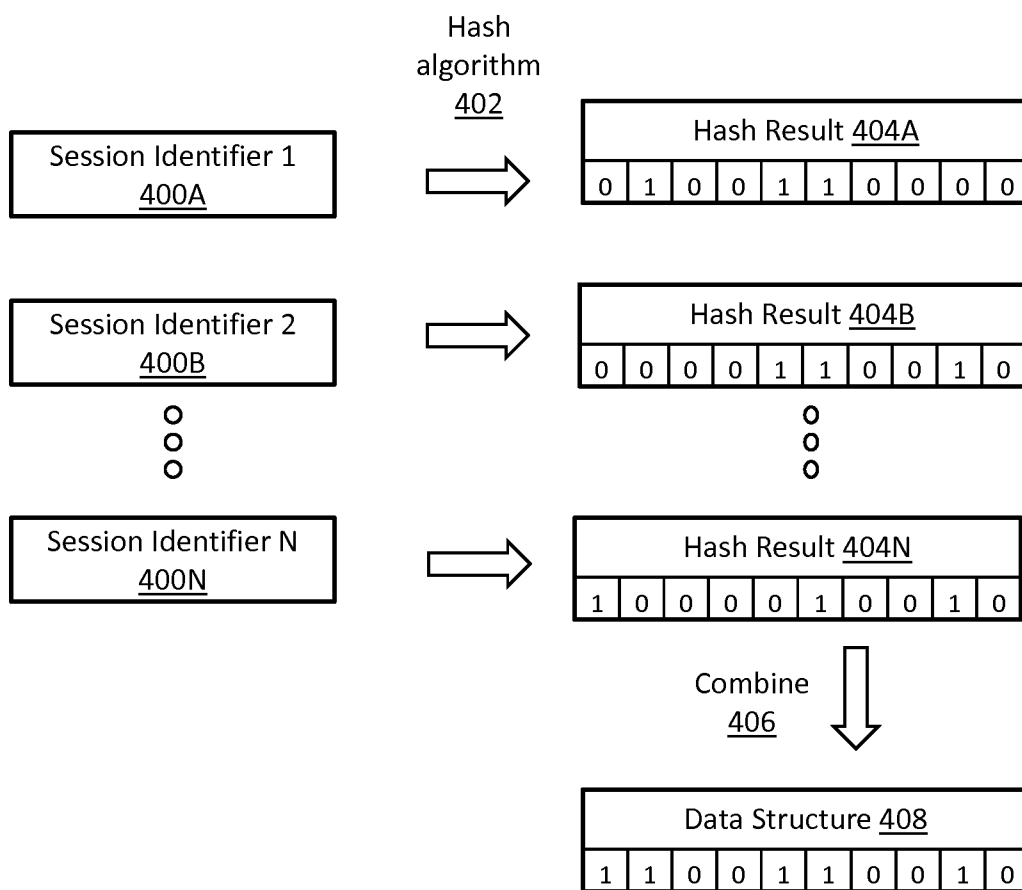 Hash
algorithm
402
Session Identifier 1
400A
Hash Result 404A
0 1 0 0 1 1 0 0 0 0
Session Identifier 2
400B
Hash Result 404B
0 0 0 0 1 1 0 0 1 0
Session Identifier N
400N
Hash Result 404N
1 0 0 0 0 1 0 0 1 0
Combine
406
Data Structure 408
1 1 0 0 1 1 0 0 1 0